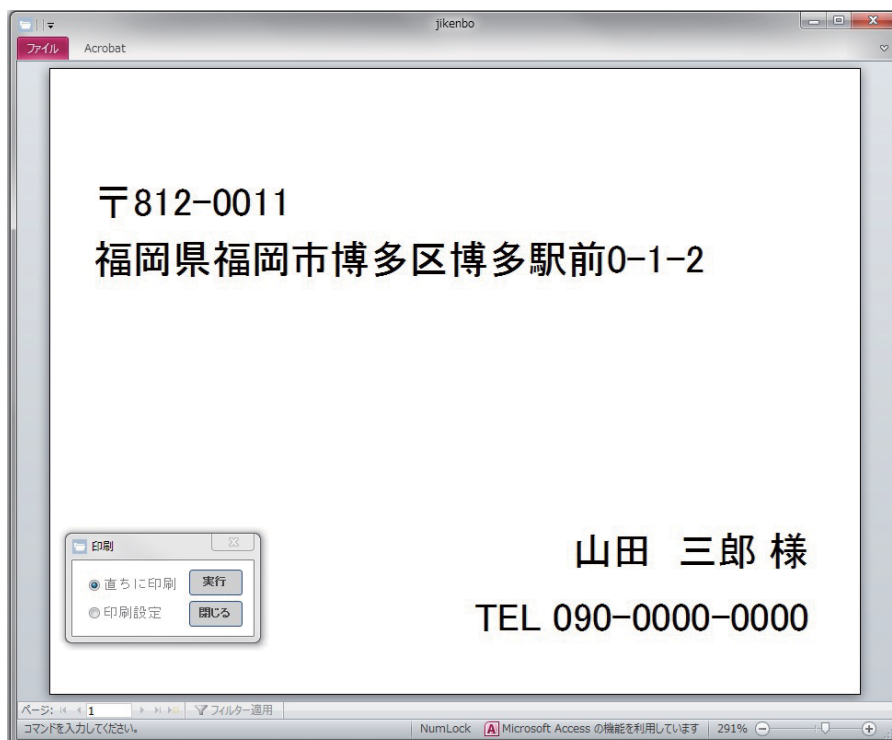 jikenbo
ファイル Acrobat
〒812-0011
福岡県福岡市博多区博多駅前0-1-2
山田 三郎 様
TEL 090-0000-0000
印刷
直ちに印刷 実行
印刷設定 閉じる
ページ: 1 フィルター適用
コマンドを入力してください。 NumLock Microsoft Access の機能を利用しています 291%